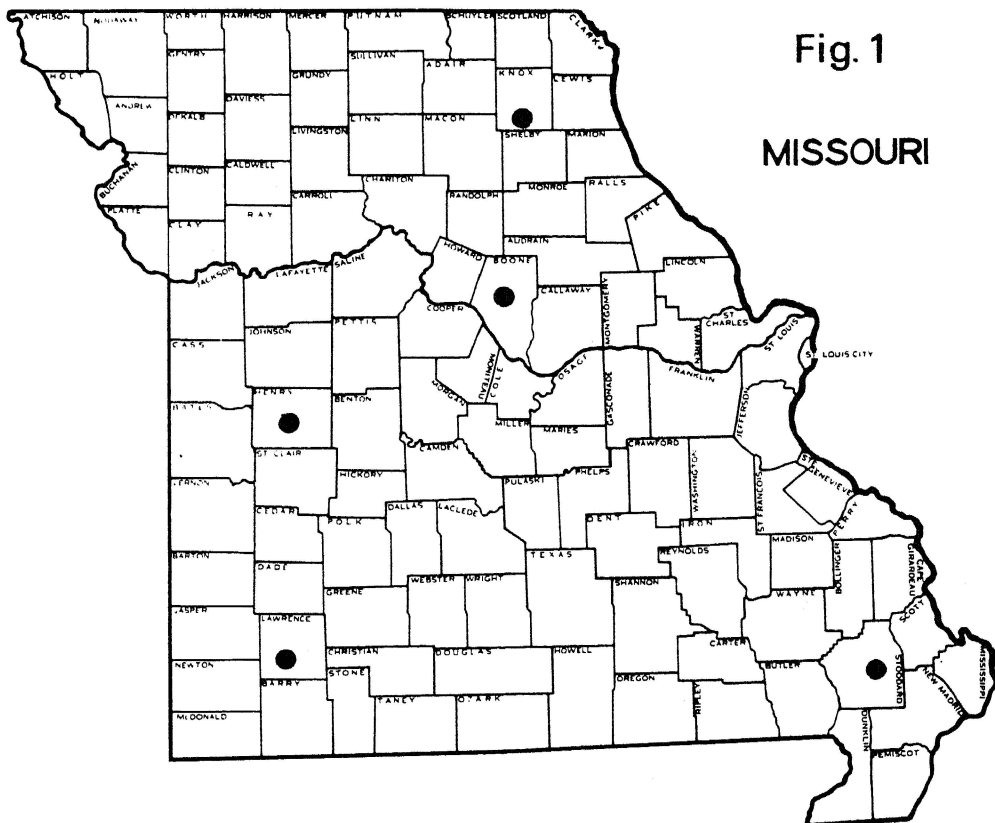 Fig. 1
MISSOURI
ATCHISON NODAWAY WORTH HARRISON MERCER PUTNAM SCHUYLER SCOTLAND CLARK
GENTRY SULLIVAN ADAIR
HOLT GRUNDY KNOX LEWIS
ANDREW DAVIESS
DEKALB LINN MACON
LIVINGSTON SHELBY MARION
BUCHANAN CLINTON CALDWELL
CHARITON MONROE RALLS
PLATTE CARROLL RANDOLPH
CLAY RAY PIKE
AUDRAIN
HOWARD BOONE
JACKSON LAFAYETTE SALINE LINCOLN
CALLAWAY MONTGOMERY
COOPER ST CHARLES
JOHNSON PETTIS WARREN ST LOUIS
CASS ST LOUIS CITY
MORGAN MONITEAU COLE OSAGE GASCONADE FRANKLIN
HENRY BENTON JEFFERSON
BATES
MILLER MARIES
ST CLAIR CAMDEN CRAWFORD
WASHINGTON ST FRANCOIS ST GENEVIEVE
VERNON HICKORY PULASKI PHELPS
PERRY
CEDAR POLK DALLAS LACLEDE DENT IRON
MADISON BOLLINGER CAPE GIRARDEAU
BARTON TEXAS REYNOLDS
DADE
WEBSTER WRIGHT SHANNON
GREENE WAYNE
JASPER SCOTT
LAWRENCE
CARTER
CHRISTIAN DOUGLAS HOWELL MISSISSIPPI
NEWTON BUTLER STODDARD
STONE OREGON NEW MADRID
BARRY RIPLEY
TANEY OZARK
McDONALD DUNKLIN
PEMISCOT